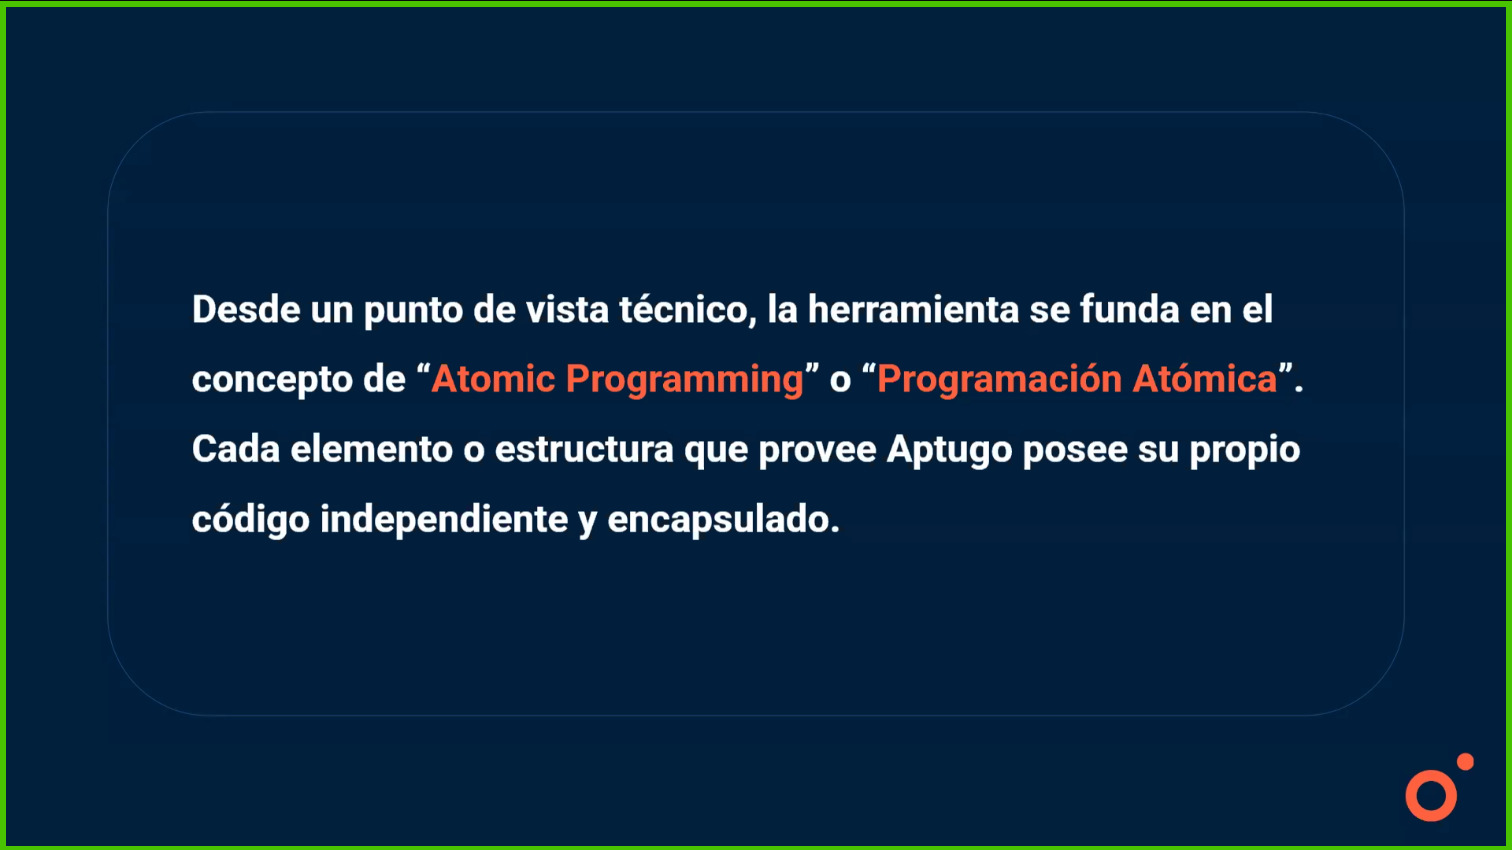 Desde un punto de vista técnico, la herramienta se funda en el
concepto de “Atomic Programming” o “Programación Atómica”.
Cada elemento o estructura que provee Aptugo posee su propio
código independiente y encapsulado.